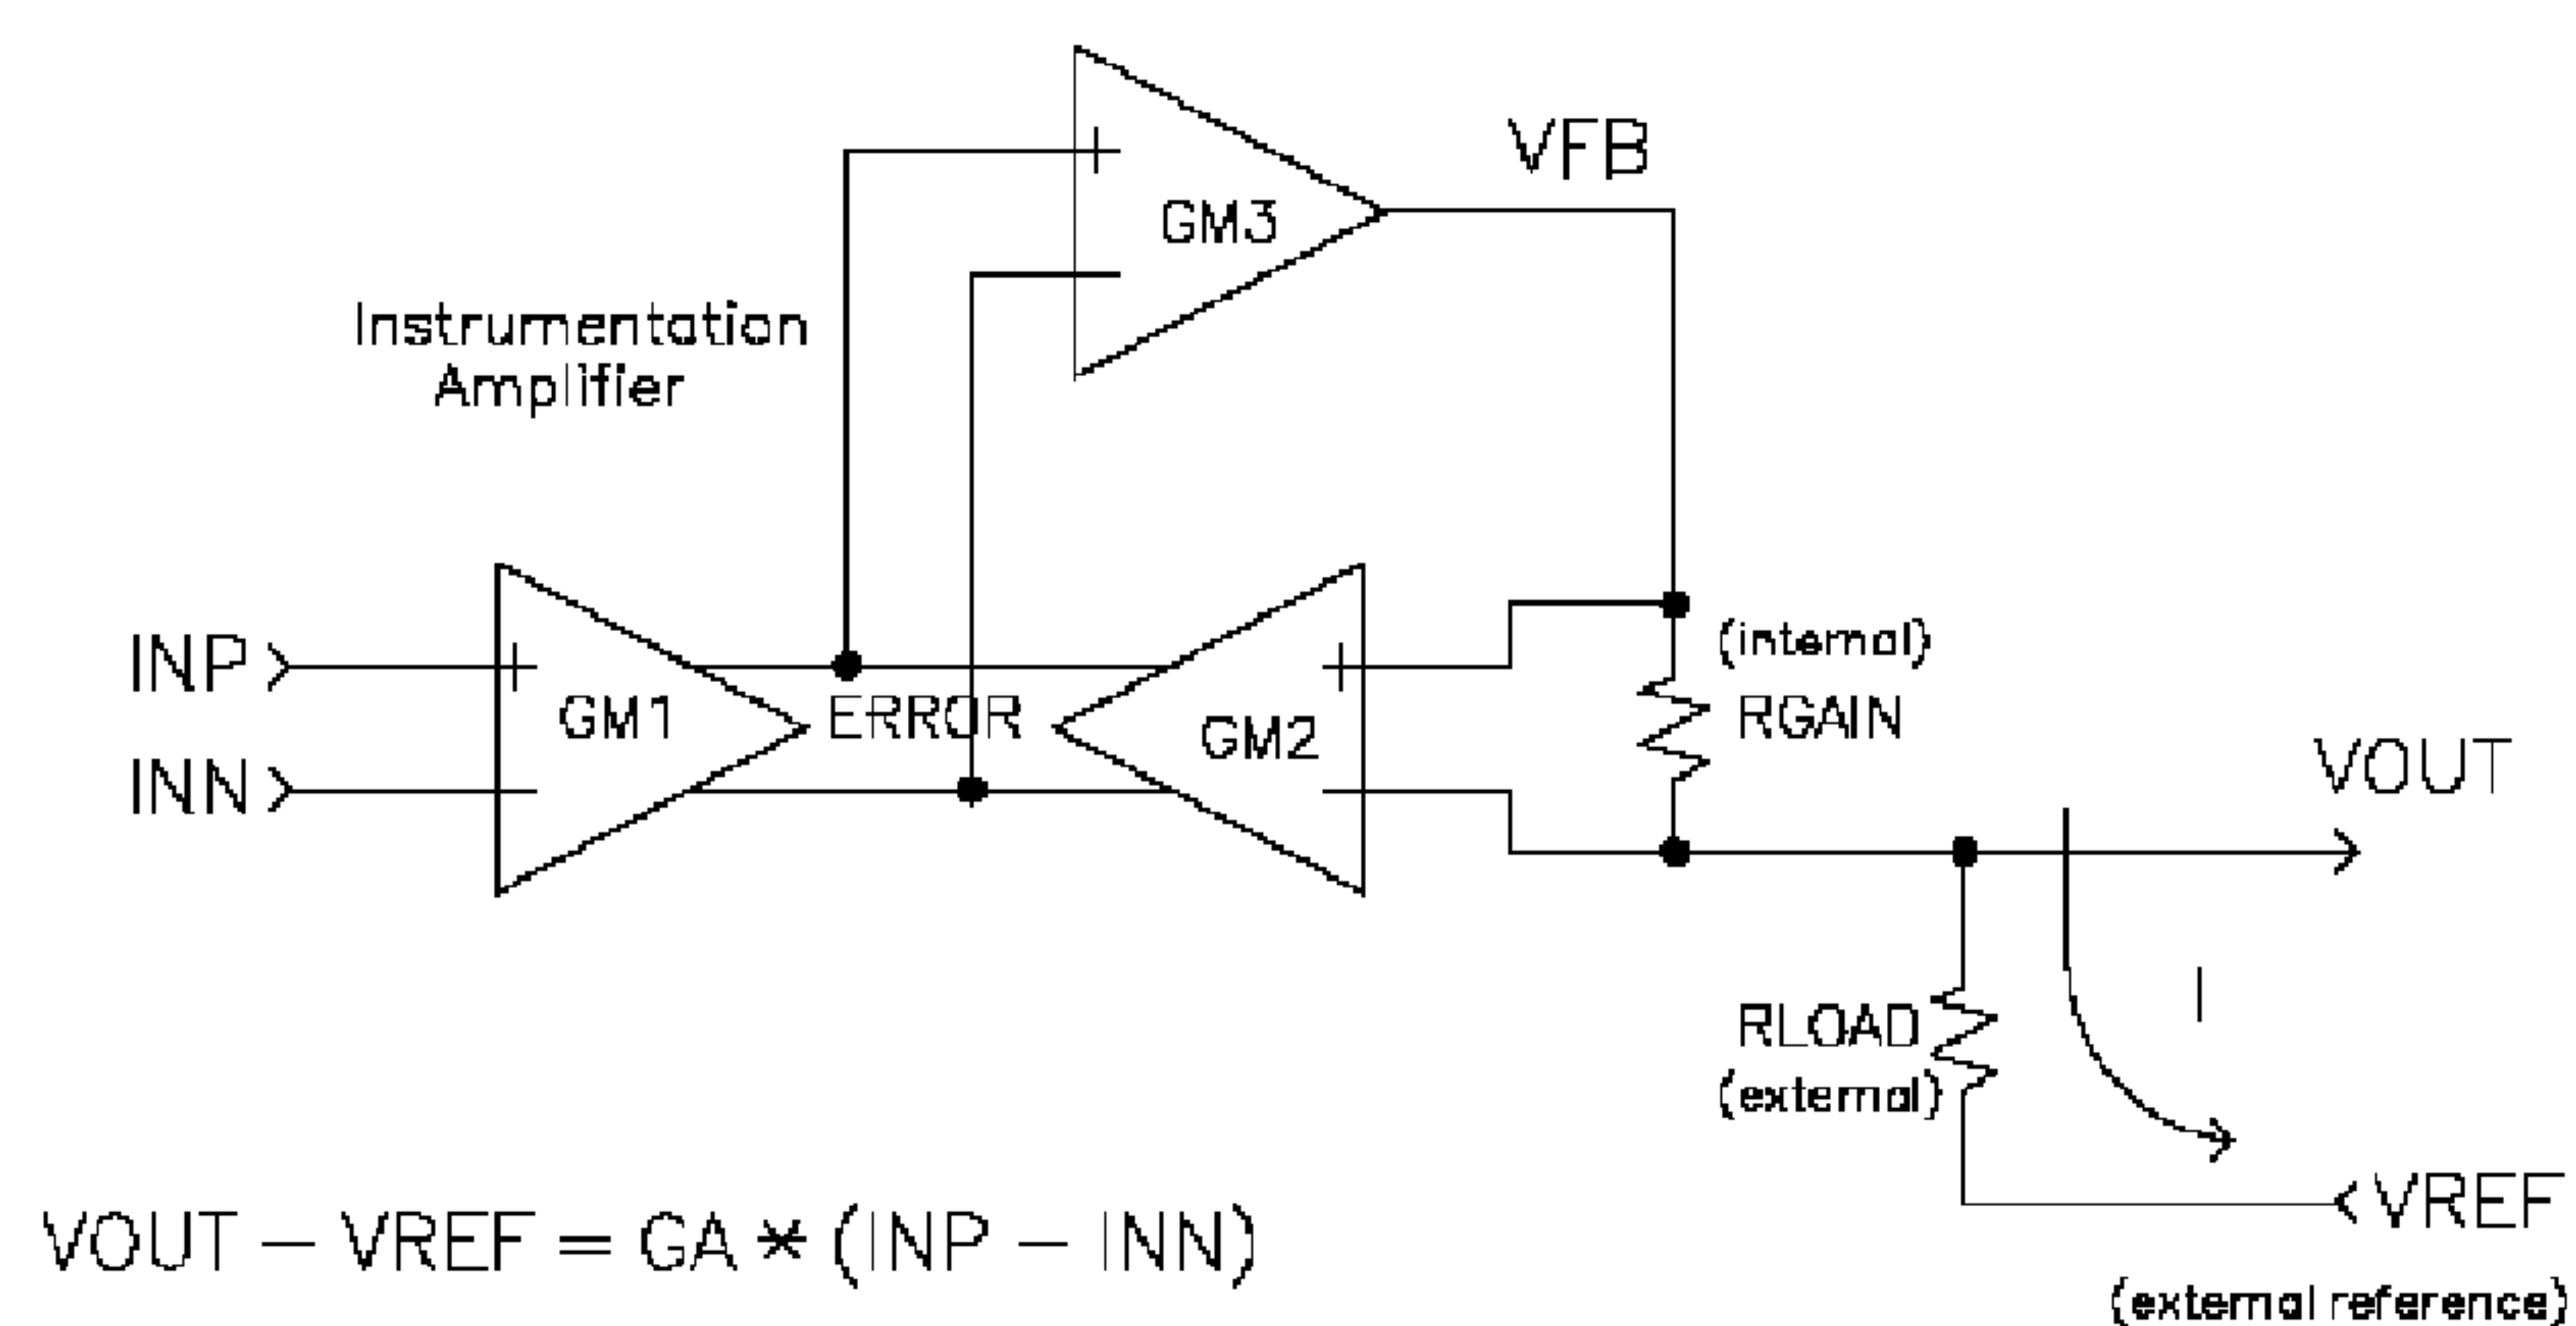 VFB
GM3
Instrumentation
Amplifier
INP
INN
GM1
ERROR
GM2
(internal)
RGAIN
VOUT
RLOAD
(external)
I
VREF
(external reference)
VOUT – VREF = GA * (INP – INN)